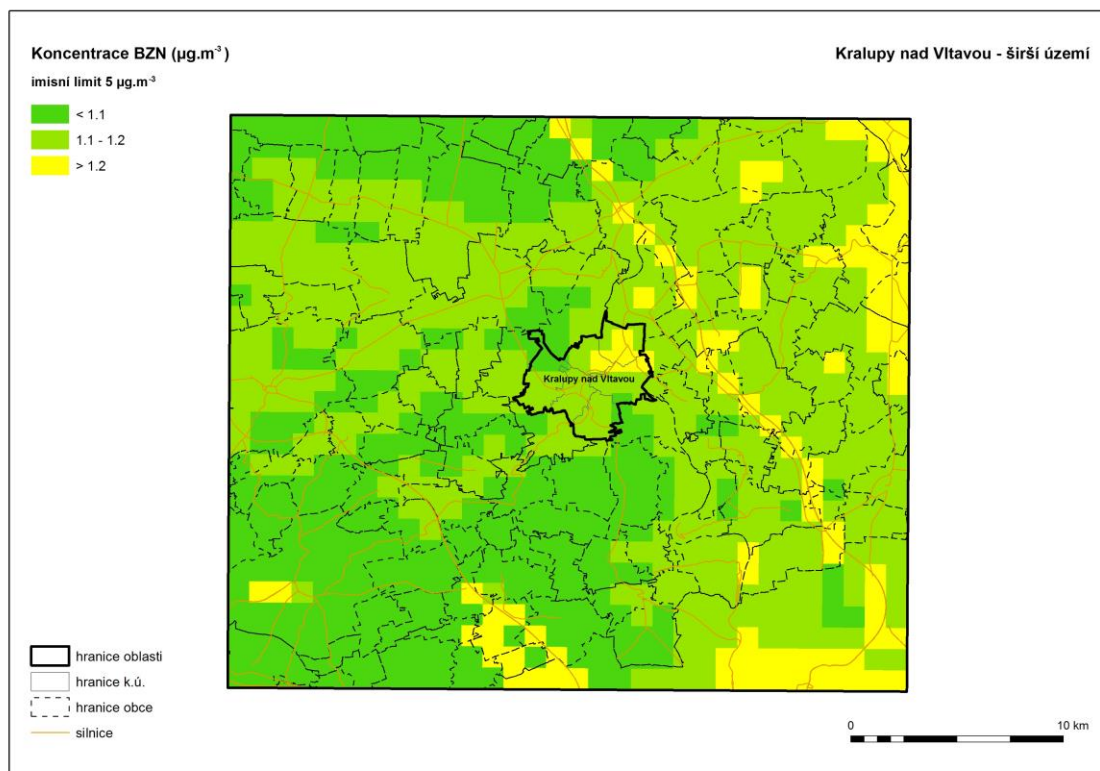 Koncentrace BZN (µg.m⁻³)
Kralupy nad Vltavou - širší území
imisní limit 5 µg.m⁻³
< 1.1
1.1 - 1.2
> 1.2
Kralupy nad Vltavou
hranice oblasti
hranice k.ú.
hranice obce
silnice
0
10 km